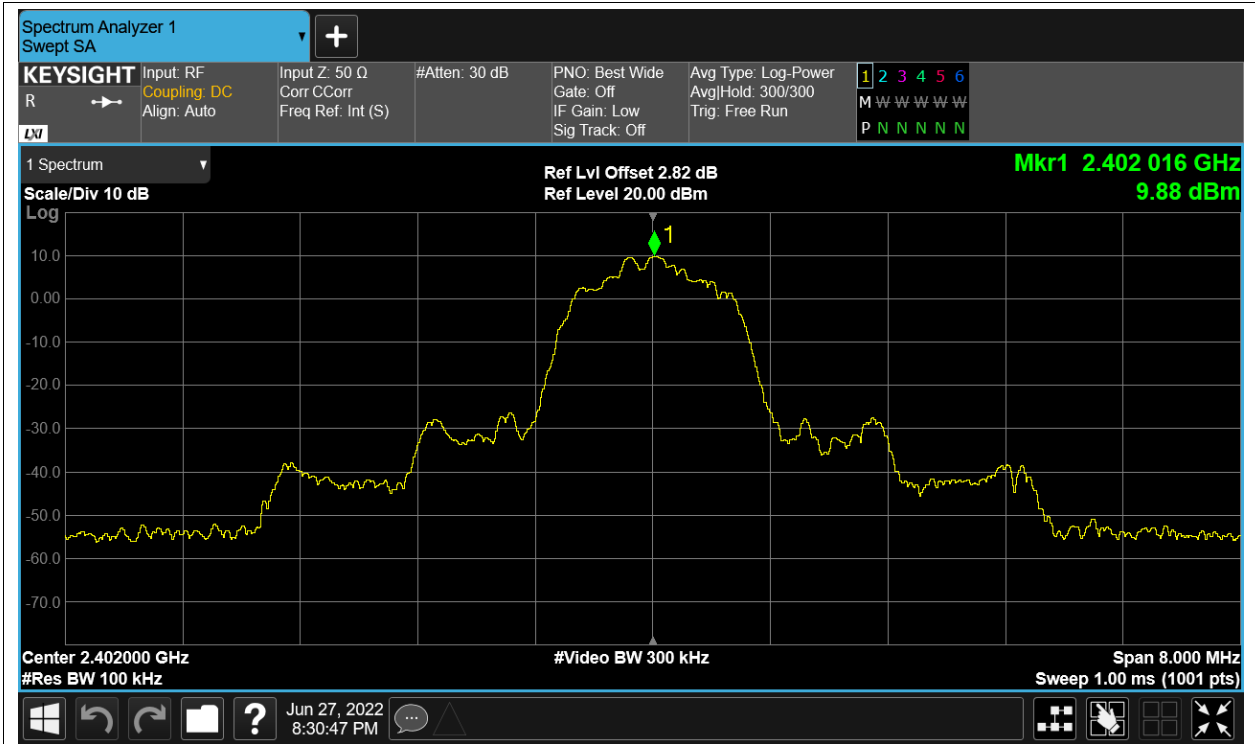 Spectrum Analyzer 1
Swept SA
KEYSIGHT
R
LXI
Input: RF
Coupling: DC
Align: Auto
Input Z: 50 Ω
Corr CCorr
Freq Ref: Int (S)
#Atten: 30 dB
PNO: Best Wide
Gate: Off
IF Gain: Low
Sig Track: Off
Avg Type: Log-Power
Avg|Hold: 300/300
Trig: Free Run
1 2 3 4 5 6
M W W W W W
P N N N N N
1 Spectrum
Scale/Div 10 dB
Log
Ref Lvl Offset 2.82 dB
Ref Level 20.00 dBm
Mkr1 2.402 016 GHz
9.88 dBm
1
10.0
0.00
-10.0
-20.0
-30.0
-40.0
-50.0
-60.0
-70.0
Center 2.402000 GHz
#Video BW 300 kHz
Span 8.000 MHz
#Res BW 100 kHz
Sweep 1.00 ms (1001 pts)
?
Jun 27, 2022
8:30:47 PM